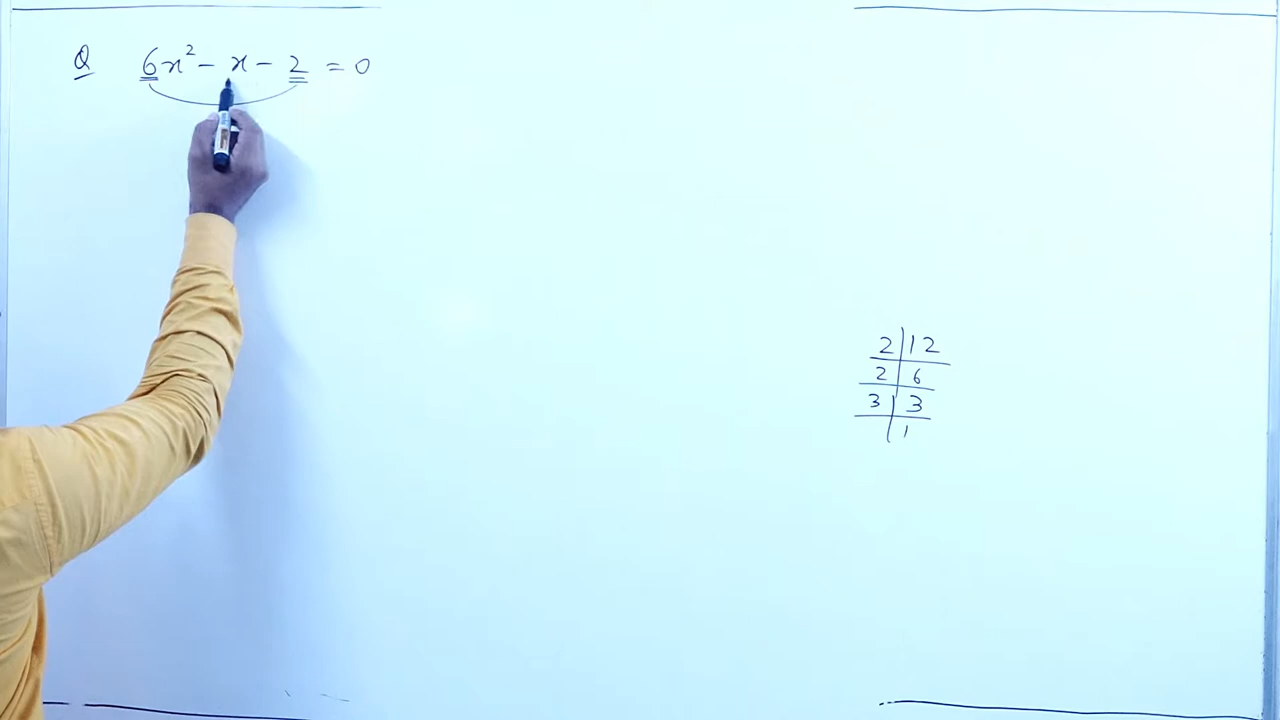 Q 6x² - x - 2 = 0
2 | 12
2 | 6
3 | 3
| 1